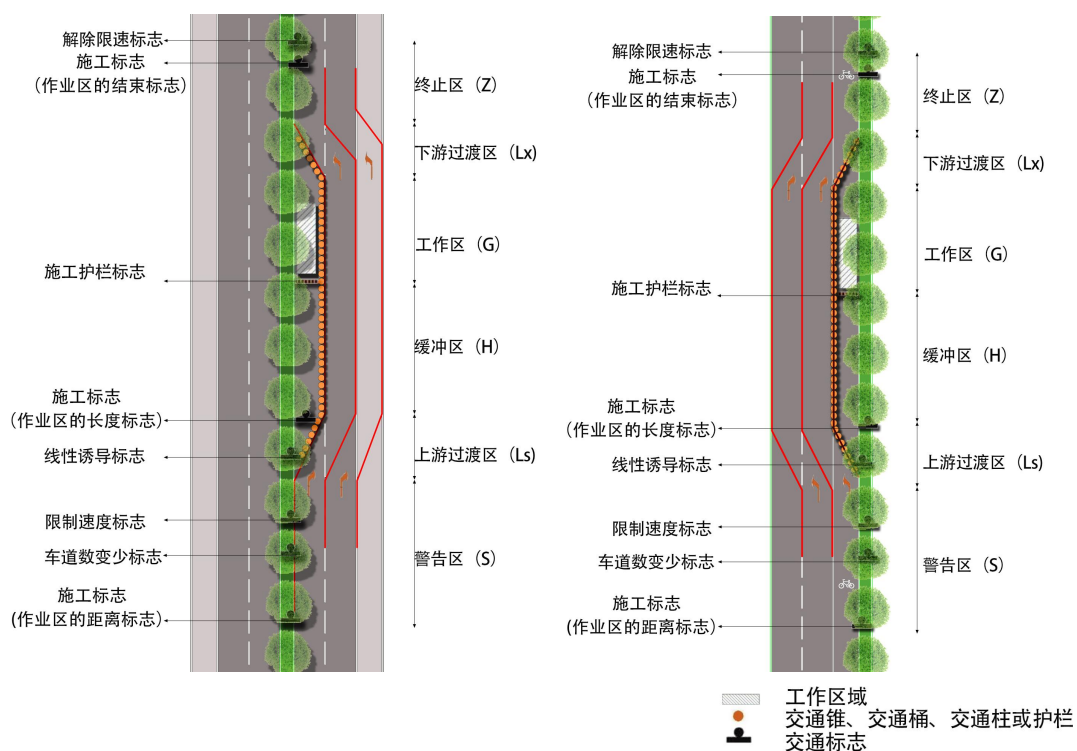 解除限速标志
施工标志
（作业区的结束标志）
施工护栏标志
施工标志
（作业区的长度标志）
线性诱导标志
限制速度标志
车道数变少标志
施工标志
(作业区的距离标志）
终止区（Z）
下游过渡区（Lx)
工作区（G）
缓冲区（H）
上游过渡区（Ls）
警告区（S）
解除限速标志
施工标志
（作业区的结束标志）
施工护栏标志
施工标志
（作业区的长度标志）
线性诱导标志
限制速度标志
车道数变少标志
施工标志
(作业区的距离标志）
终止区（Z）
下游过渡区（Lx）
工作区（G）
缓冲区（H）
上游过渡区（Ls）
警告区（S）
工作区域
交通锥、交通桶、交通柱或护栏
交通标志